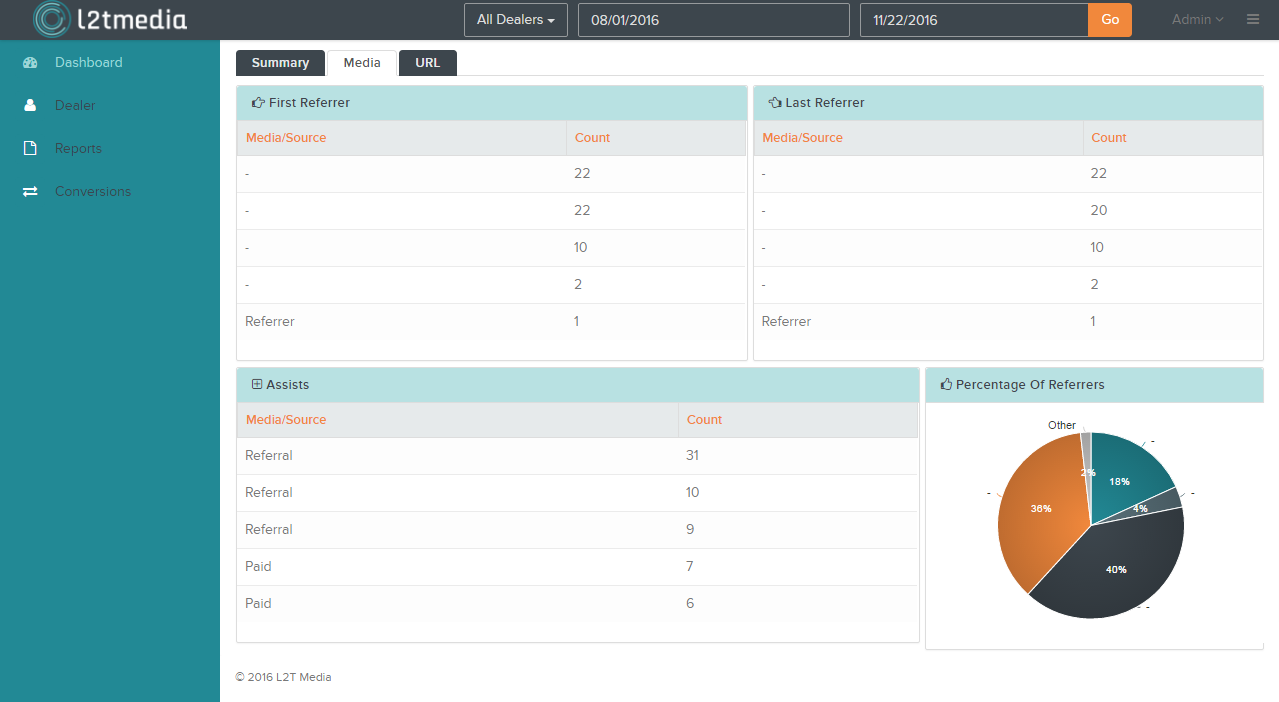 l2tmedia
All Dealers
08/01/2016
11/22/2016
Go
Admin
Dashboard
Dealer
Reports
Conversions
Summary
Media
URL
First Referrer
Media/Source Count
- 22
- 22
- 10
- 2
Referrer 1
Last Referrer
Media/Source Count
- 22
- 20
- 10
- 2
Referrer 1
Assists
Media/Source Count
Referral 31
Referral 10
Referral 9
Paid 7
Paid 6
Percentage Of Referrers
Other
-
2%
18%
-
-
36%
4%
40%
-
© 2016 L2T Media